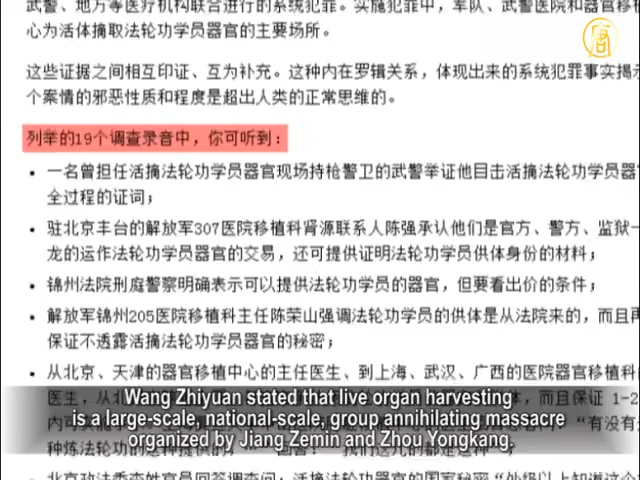 武警、地方等医疗机构联合进行的系统犯罪。实施犯罪中，军队、武警医院和器官移植
心为活体摘取法轮功学员器官的主要场所。
这些证据之间相互印证、互为补充。这种内在罗辑关系，体现出来的系统犯罪事实揭示
个案情的邪恶性质和程度是超出人类的正常思维的。
列举的19个调查录音中，你可听到：
• 一名曾担任活摘法轮功学员器官现场持枪警卫的武警举证他目击活摘法轮功学员器官
全过程的证词；
• 驻北京丰台的解放军307医院移植科肾源联系人陈强承认他们是官方、警方、监狱一
龙的运作法轮功学员器官的交易，还可提供证明法轮功学员供体身份的材料；
• 锦州法院刑庭警察明确表示可以提供法轮功学员的器官，但要看出价的条件；
• 解放军锦州205医院移植科主任陈荣山强调法轮功学员的供体是从法院来的，而且再
保证不透露活摘法轮功学员器官的秘密；
• 从北京、天津的器官移植中心的主任医生、到上海、武汉、广西的医院器官移植科的
医生，
体，而且保证 1-2
Wang Zhiyuan stated that live organ harvesting
is a large-scale, national-scale, group annihilating massacre
organized by Jiang Zemin and Zhou Yongkang.